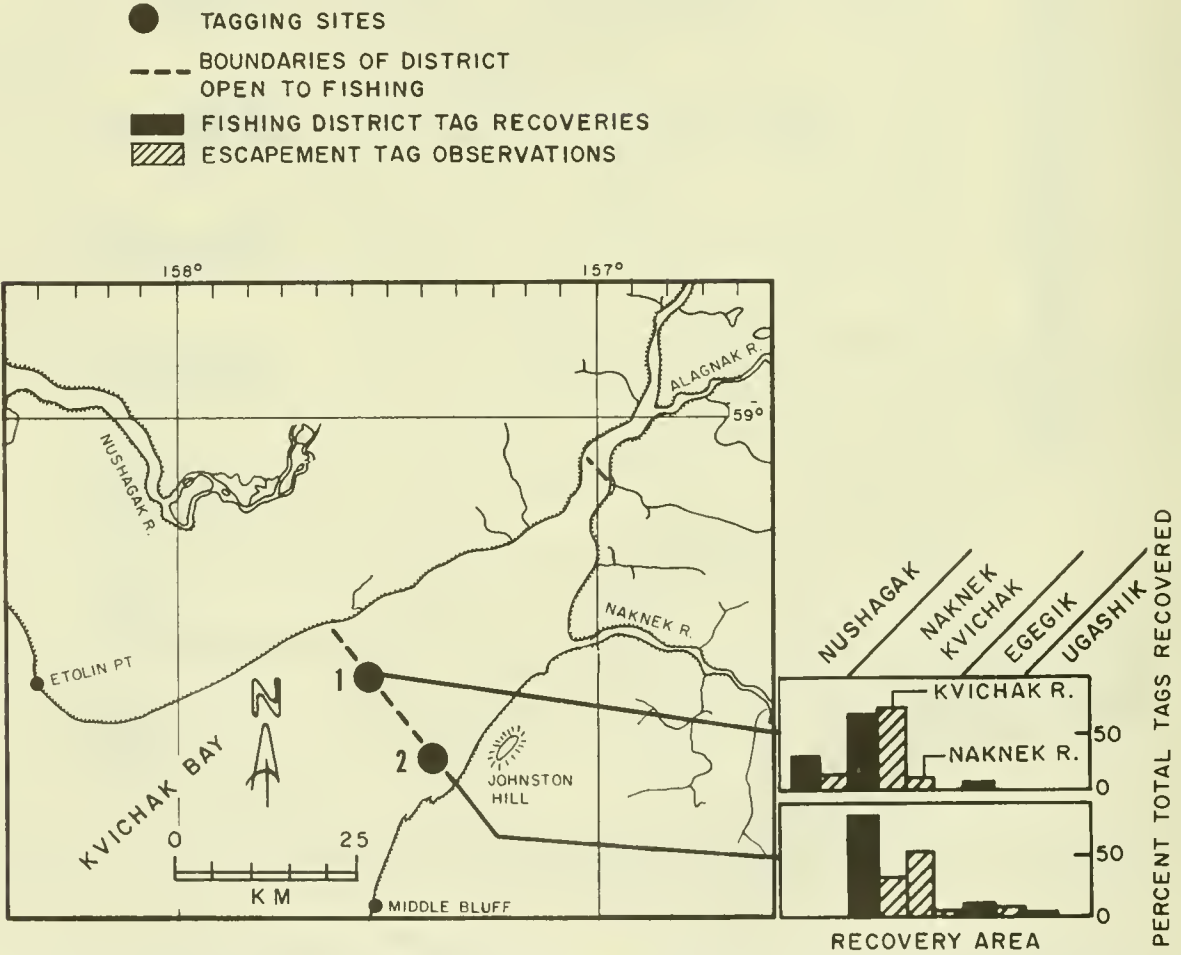 TAGGING SITES
BOUNDARIES OF DISTRICT
OPEN TO FISHING
FISHING DISTRICT TAG RECOVERIES
ESCAPEMENT TAG OBSERVATIONS
158°
157°
ALAGNAK R.
59°
NUSHAGAK R.
NAKNEK R.
ETOLIN PT
1
2
N
JOHNSTON
HILL
KVICHAK BAY
0 25
KM
MIDDLE BLUFF
NUSHAGAK
NAKNEK
KVICHAK
EGEGIK
UGASHIK
KVICHAK R.
NAKNEK R.
50
0
50
0
PERCENT TOTAL TAGS RECOVERED
RECOVERY AREA